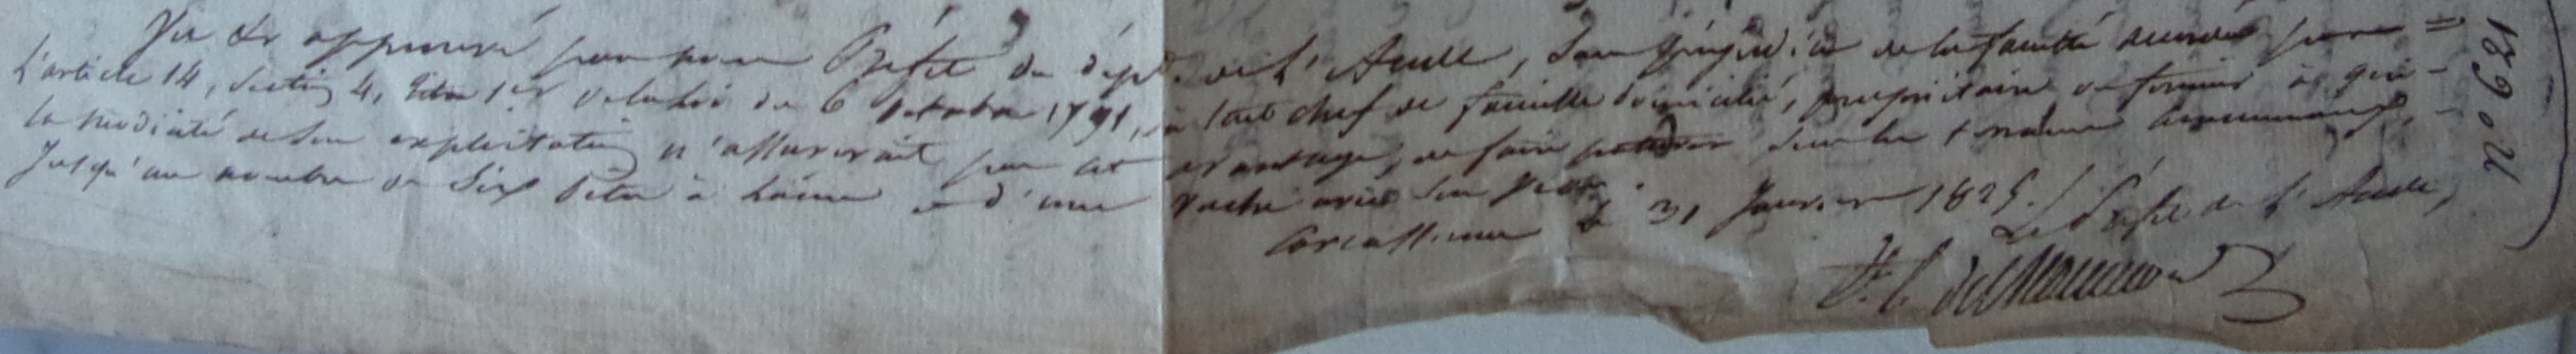 Vu et approuvé par nous Préfet du dépt. de l'Aude, sans préjudice de la faculté accordée par =
L'article 14, section 4, titre 1er de la loi du 6 octobre 1791, à tout chef de famille domicilié, propriétaire ou fermier à qui -
la modicité de son exploitation n'assurerait pas cet avantage, de faire sur les terrains communaux, -
jusqu'au nombre de six bêtes à laine et d'une vache avec son veau.
Carcassonne le 31 Janvier 1825. / Le Préfet de l'Aude,